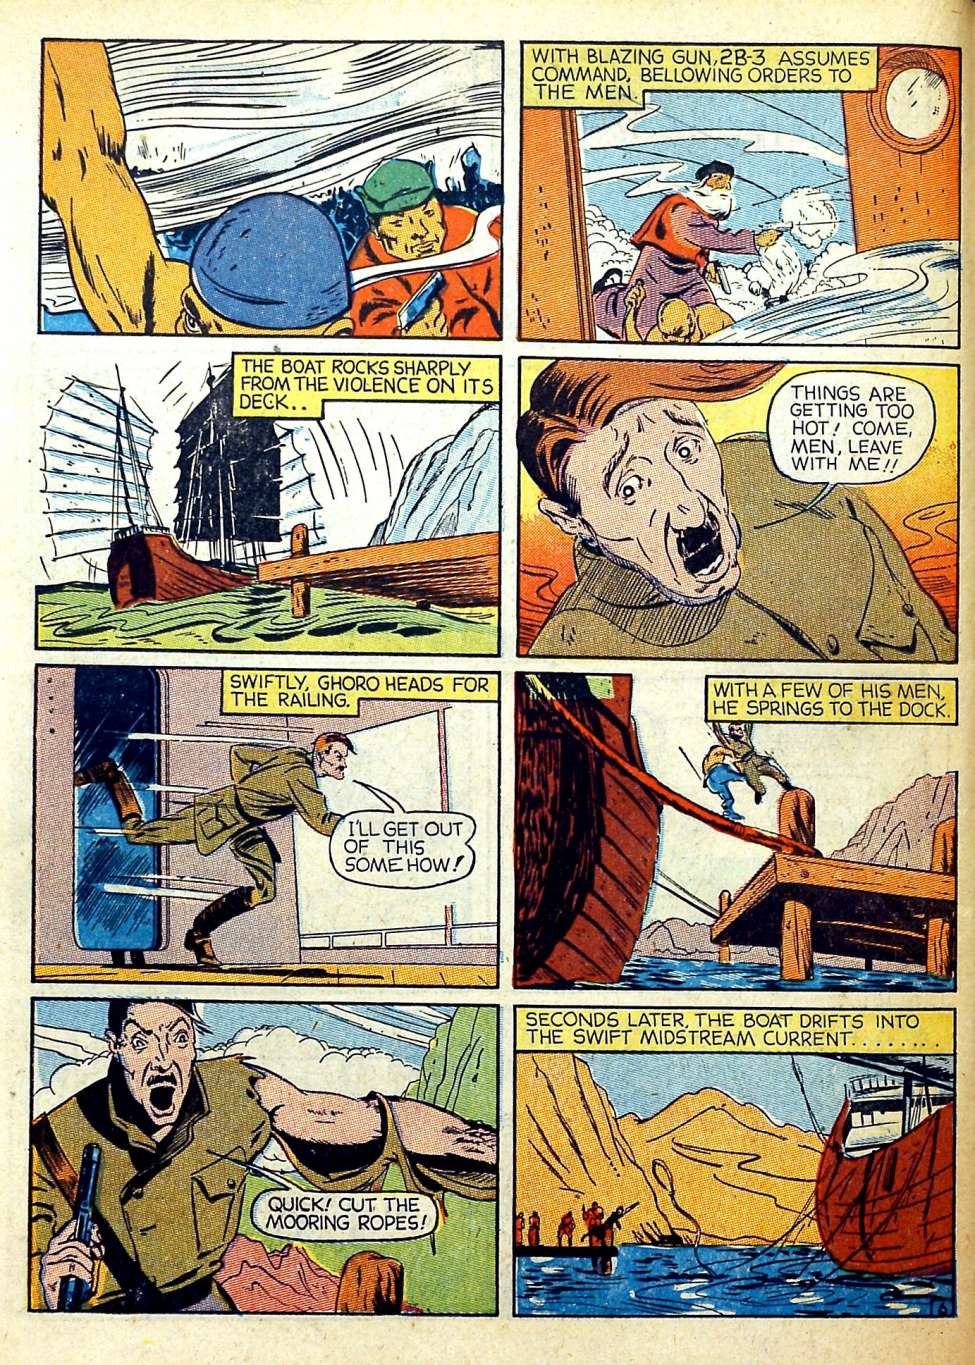 WITH BLAZING GUN, 2B-3 ASSUMES
COMMAND, BELLOWING ORDERS TO
THE MEN.
THE BOAT ROCKS SHARPLY
FROM THE VIOLENCE ON ITS
DECK..
THINGS ARE
GETTING TOO
HOT! COME,
MEN, LEAVE
WITH ME!!
SWIFTLY, GHORO HEADS FOR
THE RAILING.
I'LL GET OUT
OF THIS
SOMEHOW!
WITH A FEW OF HIS MEN,
HE SPRINGS TO THE DOCK.
QUICK! CUT THE
MOORING ROPES!
SECONDS LATER, THE BOAT DRIFTS INTO
THE SWIFT MIDSTREAM CURRENT........
6